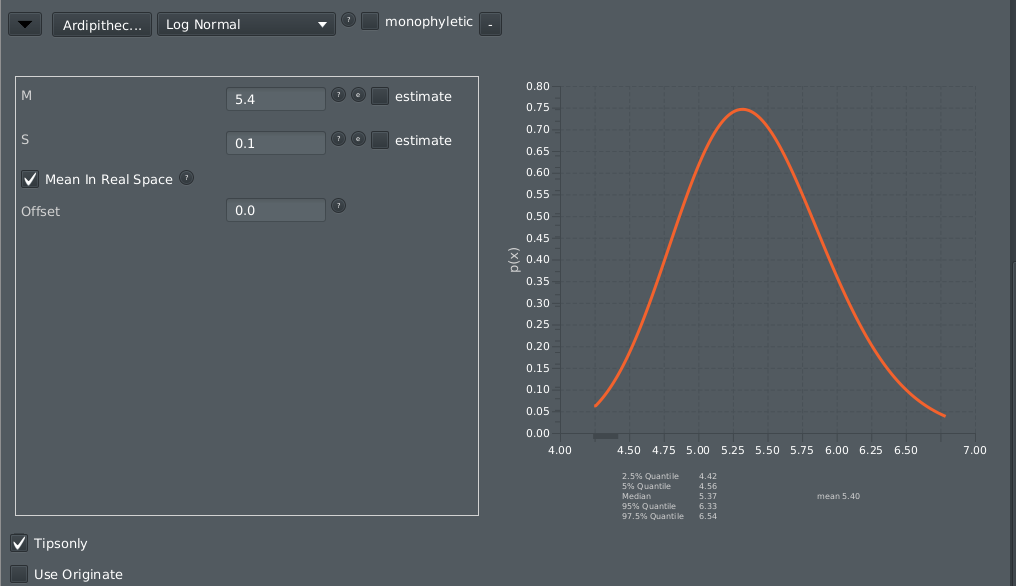 Ardipithec... Log Normal ? monophyletic -
M 5.4 ? e estimate
S 0.1 ? e estimate
Mean In Real Space ?
Offset 0.0 ?
Tipsonly
Use Originate
p(x)
0.80
0.75
0.70
0.65
0.60
0.55
0.50
0.45
0.40
0.35
0.30
0.25
0.20
0.15
0.10
0.05
0.00
4.00 4.50 4.75 5.00 5.25 5.50 5.75 6.00 6.25 6.50 7.00
2.5% Quantile 4.42
5% Quantile 4.56
Median 5.37 mean 5.40
95% Quantile 6.33
97.5% Quantile 6.54